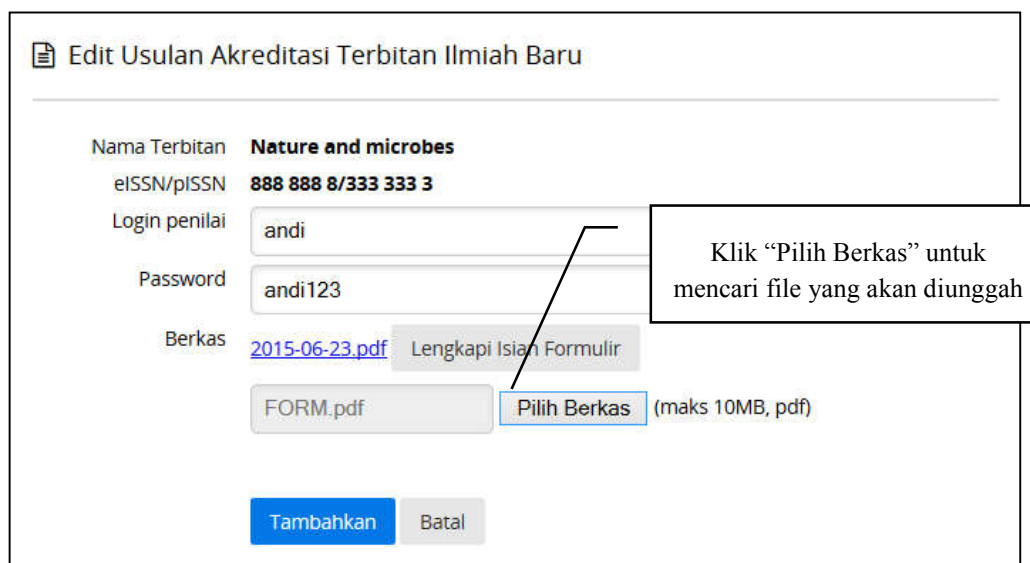 Edit Usulan Akreditasi Terbitan Ilmiah Baru
Nama Terbitan Nature and microbes
eISSN/pISSN 888 888 8/333 333 3
Login penilai andi
Password andi123
Klik “Pilih Berkas” untuk
mencari file yang akan diunggah
Berkas 2015-06-23.pdf Lengkapi Isian Formulir
FORM.pdf Pilih Berkas (maks 10MB, pdf)
Tambahkan Batal